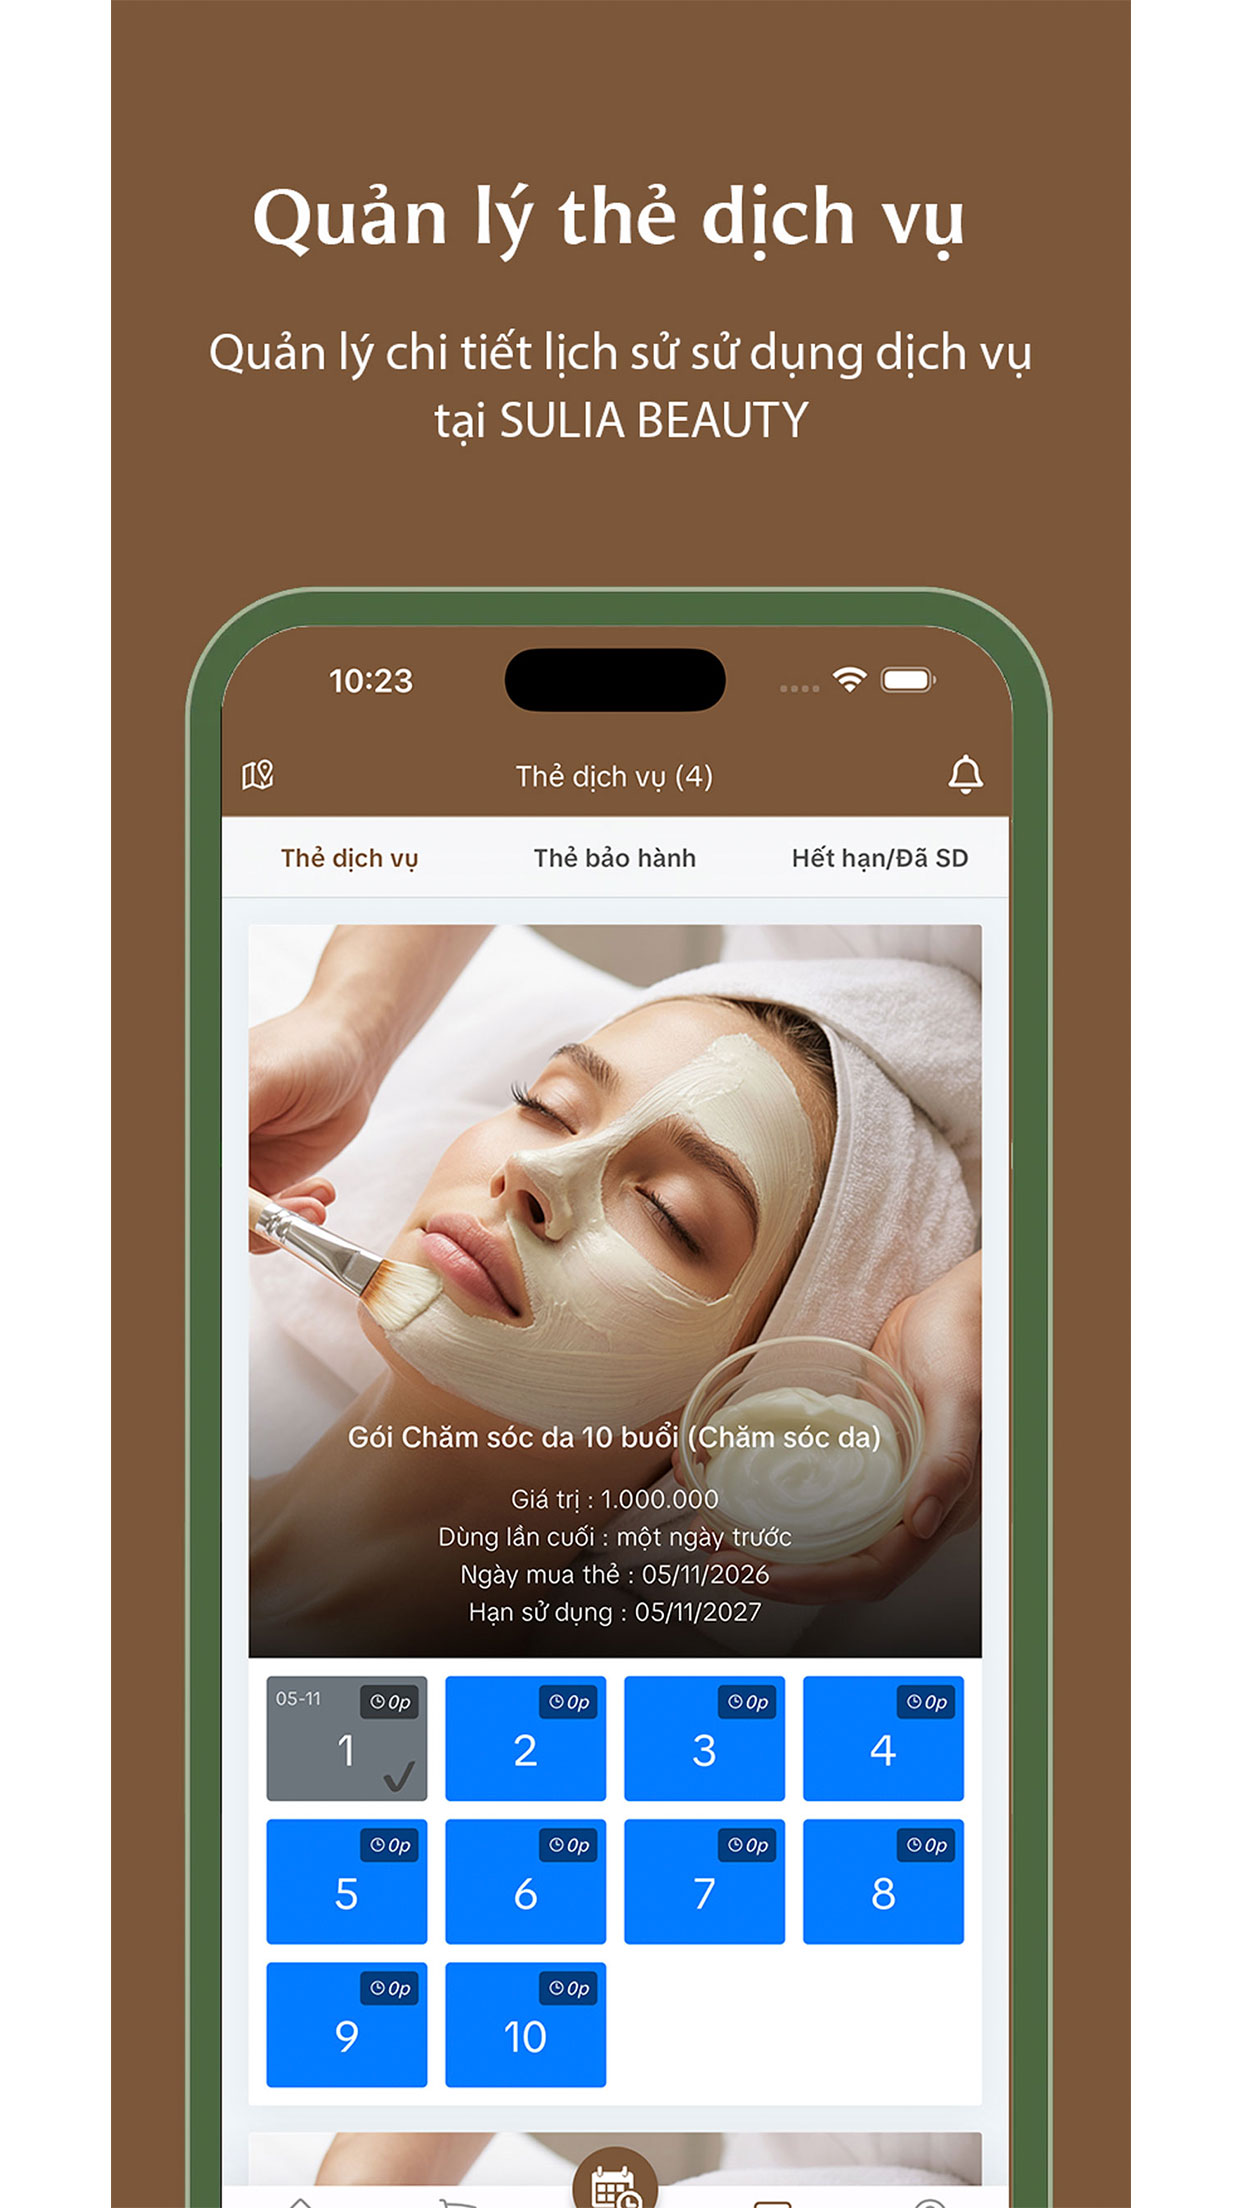 Quản lý thẻ dịch vụ
Quản lý chi tiết lịch sử sử dụng dịch vụ
tại SULIA BEAUTY
10:23
Thẻ dịch vụ (4)
Thẻ dịch vụ Thẻ bảo hành Hết hạn/Đã SD
Gói Chăm sóc da 10 buổi (Chăm sóc da)
Giá trị : 1.000.000
Dùng lần cuối : một ngày trước
Ngày mua thẻ : 05/11/2026
Hạn sử dụng : 05/11/2027
05-11 0p 0p 0p 0p
1 2 3 4
0p 0p 0p 0p
5 6 7 8
0p 0p
9 10